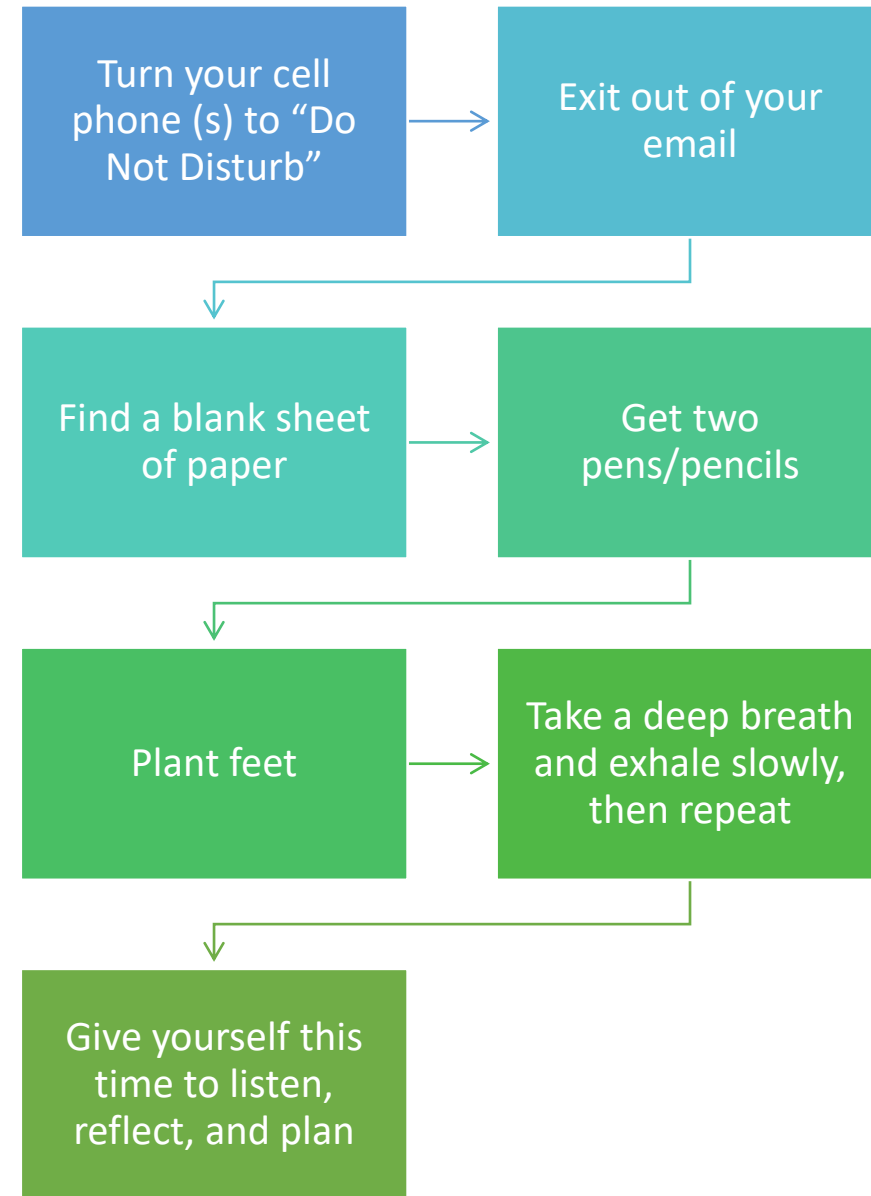 Turn your cell
phone (s) to “Do
Not Disturb”
Exit out of your
email
Find a blank sheet
of paper
Get two
pens/pencils
Plant feet
Take a deep breath
and exhale slowly,
then repeat
Give yourself this
time to listen,
reflect, and plan